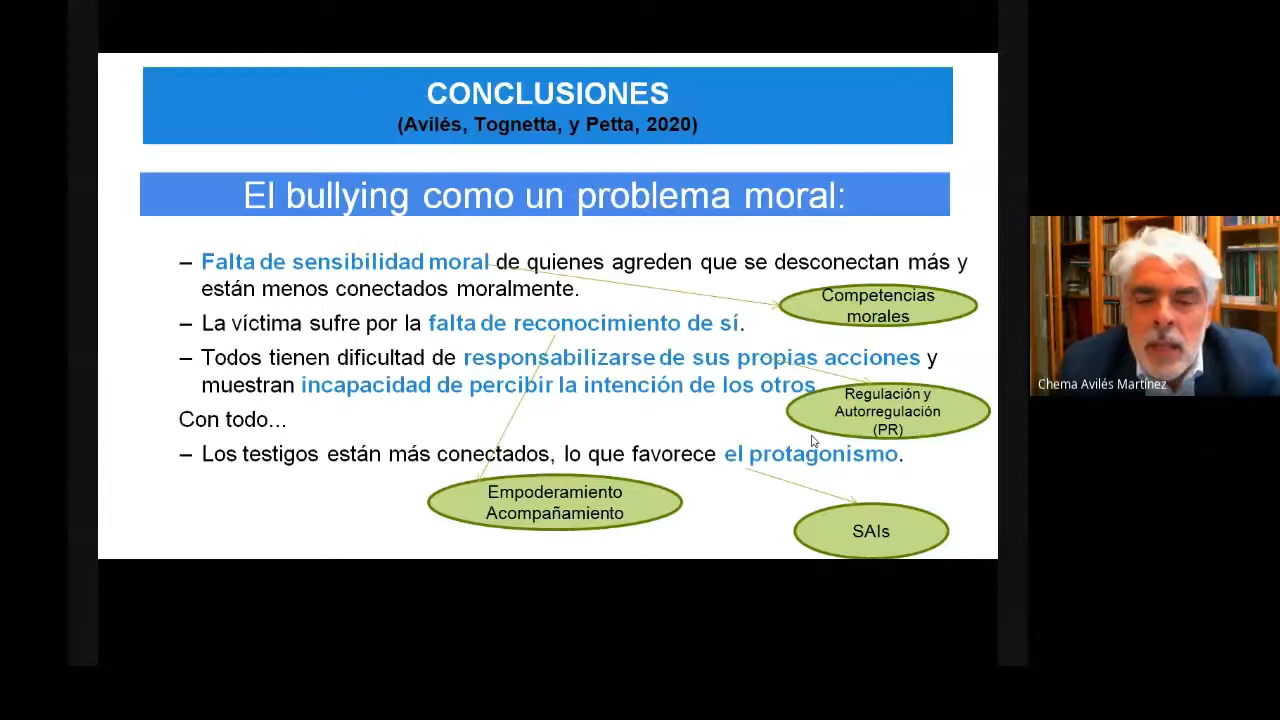 CONCLUSIONES
(Avilés, Tognetta, y Petta, 2020)
El bullying como un problema moral:
– Falta de sensibilidad moral de quienes agreden que se desconectan más y
están menos conectados moralmente.
Competencias
morales
– La víctima sufre por la falta de reconocimiento de sí.
– Todos tienen dificultad de responsabilizarse de sus propias acciones y
muestran incapacidad de percibir la intención de los otros.
Regulación y
Autorregulación
(PR)
Con todo...
– Los testigos están más conectados, lo que favorece el protagonismo.
Empoderamiento
Acompañamiento
SAIs
Chema Avilés Martínez